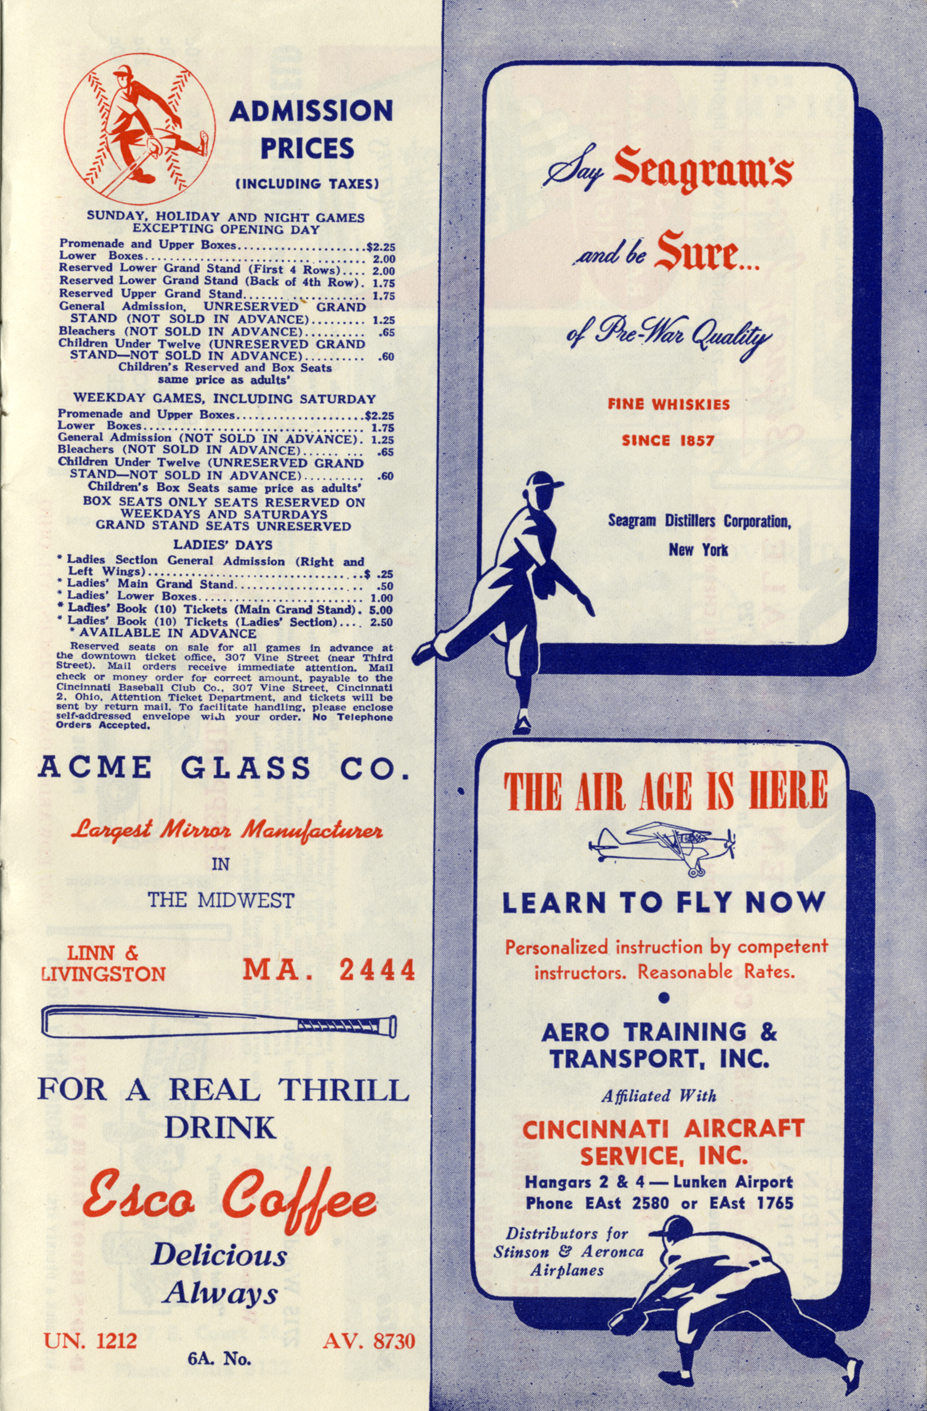 ADMISSION
PRICES
(INCLUDING TAXES)
SUNDAY, HOLIDAY AND NIGHT GAMES
EXCEPTING OPENING DAY
Promenade and Upper Boxes....................$2.25
Lower Boxes.................................... 2.00
Reserved Lower Grand Stand (First 4 Rows).... 2.00
Reserved Lower Grand Stand (Back of 4th Row). 1.75
Reserved Upper Grand Stand.................... 1.75
General Admission, UNRESERVED GRAND
STAND (NOT SOLD IN ADVANCE)......... 1.25
Bleachers (NOT SOLD IN ADVANCE)........... .65
Children Under Twelve (UNRESERVED GRAND
STAND—NOT SOLD IN ADVANCE).......... .60
Children's Reserved and Box Seats
same price as adults'
WEEKDAY GAMES, INCLUDING SATURDAY
Promenade and Upper Boxes....................$2.25
Lower Boxes.................................... 1.75
General Admission (NOT SOLD IN ADVANCE). 1.25
Bleachers (NOT SOLD IN ADVANCE)...... ... .65
Children Under Twelve (UNRESERVED GRAND
STAND—NOT SOLD IN ADVANCE).......... .60
Children's Box Seats same price as adults'
BOX SEATS ONLY SEATS RESERVED ON
WEEKDAYS AND SATURDAYS
GRAND STAND SEATS UNRESERVED
LADIES' DAYS
* Ladies Section General Admission (Right and
Left Wings)..................................$ .25
* Ladies' Main Grand Stand.................... .50
* Ladies' Lower Boxes.......................... 1.00
* Ladies' Book (10) Tickets (Main Grand Stand). 5.00
* Ladies' Book (10) Tickets (Ladies' Section).... 2.50
* AVAILABLE IN ADVANCE
Reserved seats on sale for all games in advance at
the downtown ticket office, 307 Vine Street (near Third
Street). Mail orders receive immediate attention. Mail
check or money order for correct amount, payable to the
Cincinnati Baseball Club Co., 307 Vine Street, Cincinnati
2, Ohio, Attention Ticket Department, and tickets will be
sent by return mail. To facilitate handling, please enclose
self-addressed envelope with your order. No Telephone
Orders Accepted.
ACME GLASS CO.
Largest Mirror Manufacturer
IN
THE MIDWEST
LINN &
LIVINGSTON
MA. 2444
FOR A REAL THRILL
DRINK
Esco Coffee
Delicious
Always
UN. 1212
AV. 8730
6A. No.
Say Seagram's
and be Sure...
of Pre-War Quality
FINE WHISKIES
SINCE 1857
Seagram Distillers Corporation,
New York
THE AIR AGE IS HERE
LEARN TO FLY NOW
Personalized instruction by competent
instructors. Reasonable Rates.
•
AERO TRAINING &
TRANSPORT, INC.
Affiliated With
CINCINNATI AIRCRAFT
SERVICE, INC.
Hangars 2 & 4 — Lunken Airport
Phone EAst 2580 or EAst 1765
Distributors for
Stinson & Aeronca
Airplanes